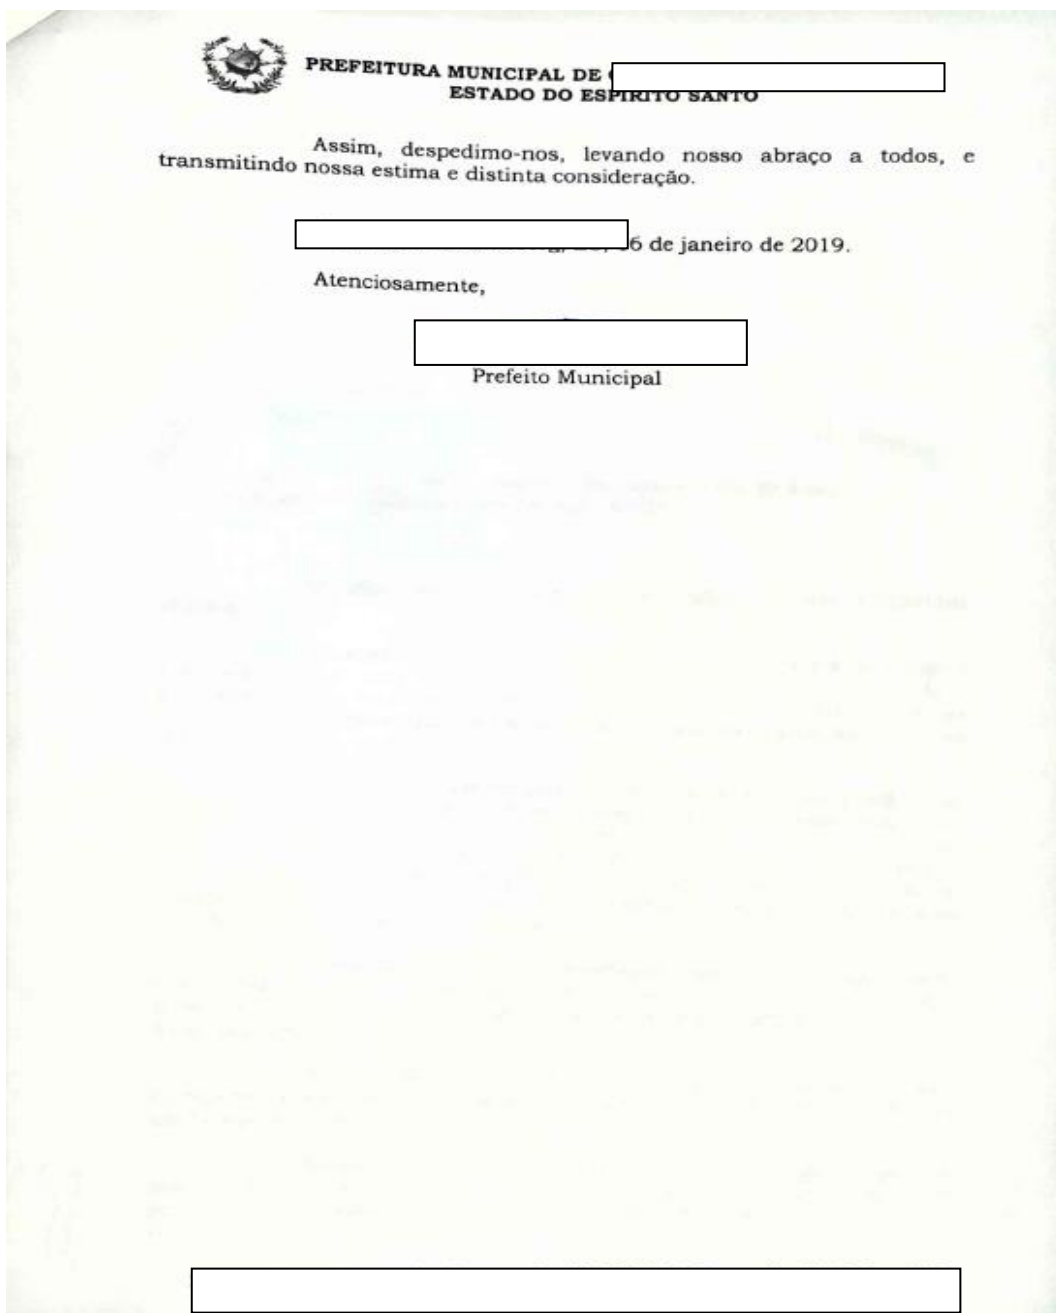 PREFEITURA MUNICIPAL DE
ESTADO DO ESPIRITO SANTO
Assim, despedimo-nos, levando nosso abraço a todos, e
transmitindo nossa estima e distinta consideração.
6 de janeiro de 2019.
Atenciosamente,
Prefeito Municipal